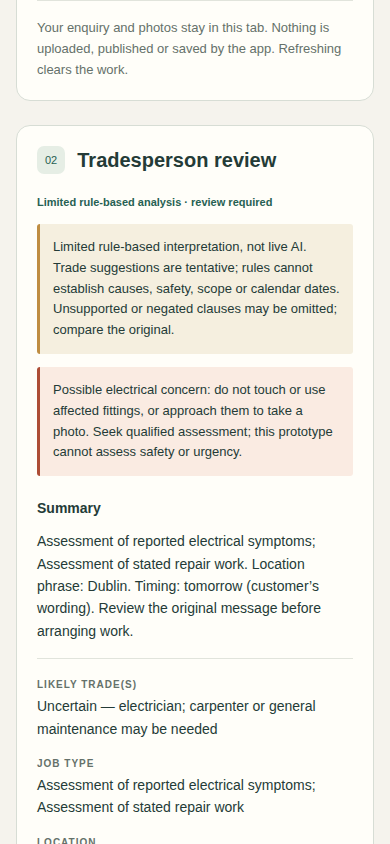 Your enquiry and photos stay in this tab. Nothing is
uploaded, published or saved by the app. Refreshing
clears the work.
02
Tradesperson review
Limited rule-based analysis · review required
Limited rule-based interpretation, not live AI.
Trade suggestions are tentative; rules cannot
establish causes, safety, scope or calendar dates.
Unsupported or negated clauses may be omitted;
compare the original.
Possible electrical concern: do not touch or use
affected fittings, or approach them to take a
photo. Seek qualified assessment; this prototype
cannot assess safety or urgency.
Summary
Assessment of reported electrical symptoms;
Assessment of stated repair work. Location
phrase: Dublin. Timing: tomorrow (customer’s
wording). Review the original message before
arranging work.
LIKELY TRADE(S)
Uncertain — electrician; carpenter or general
maintenance may be needed
JOB TYPE
Assessment of reported electrical symptoms;
Assessment of stated repair work
LOCATION